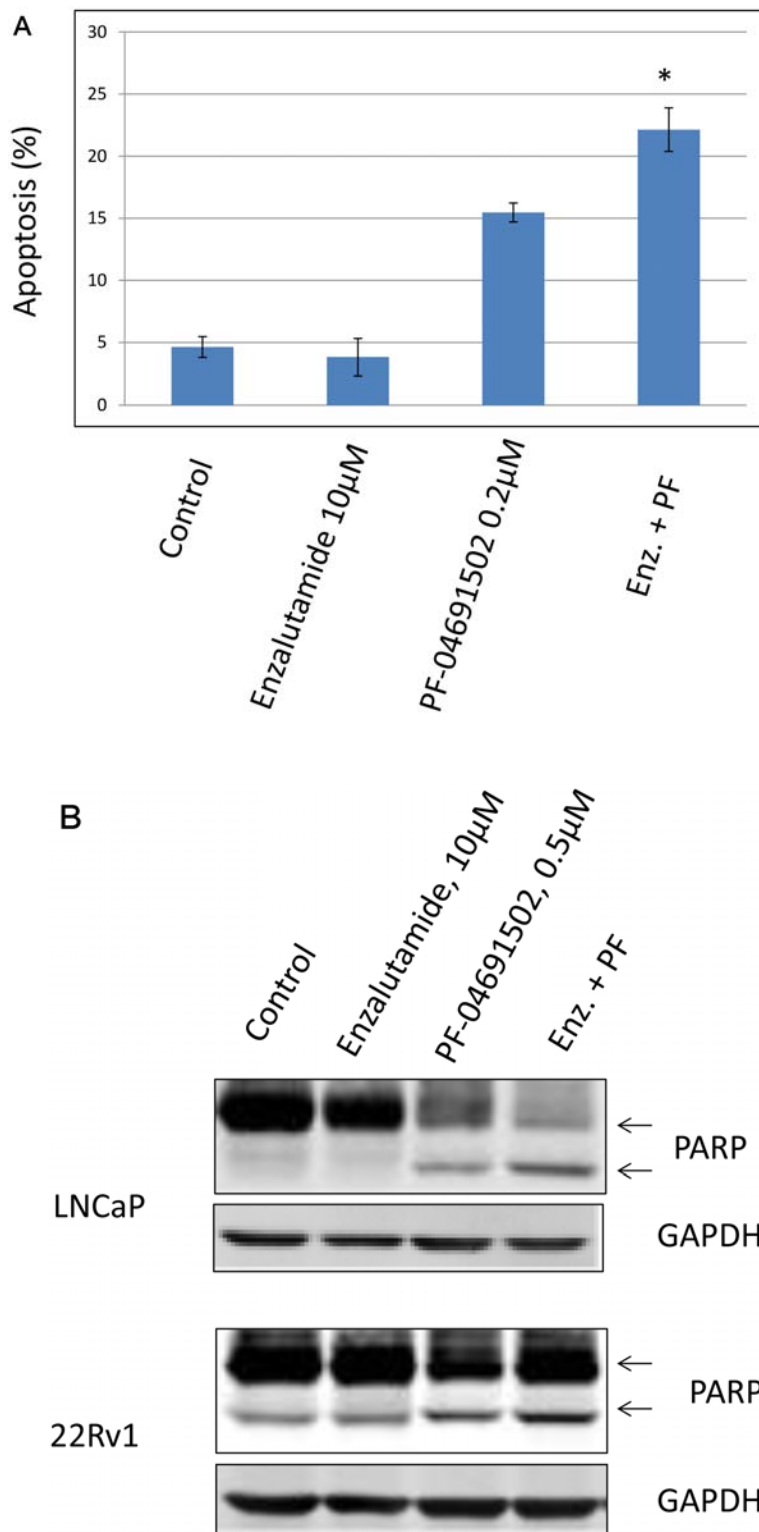 A
30
25
20
15
10
5
0
Apoptosis (%)
*
Control
Enzalutamide 10µM
PF-04691502 0.2µM
Enz. + PF
B
Control
Enzalutamide, 10µM
PF-04691502, 0.5µM
Enz. + PF
LNCaP
PARP
GAPDH
22Rv1
PARP
GAPDH